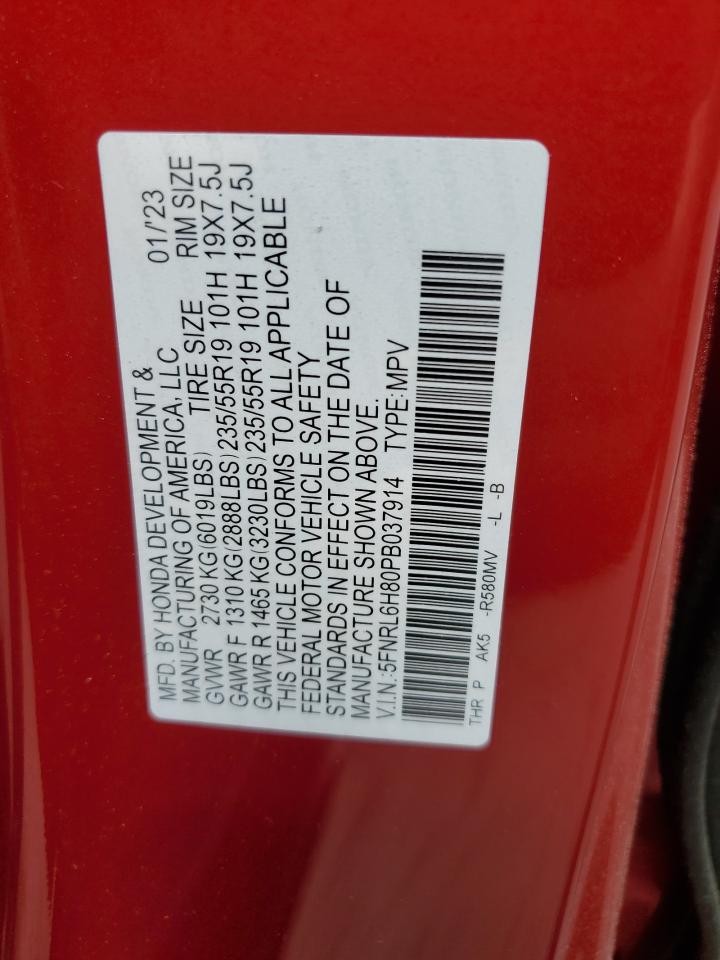 MFD. BY HONDA DEVELOPMENT & 01/'23
MANUFACTURING OF AMERICA, LLC
GVWR 2730 KG(6019LBS) TIRE SIZE RIM SIZE
GAWR F 1310 KG(2888LBS)235/55R19 101H 19X7.5J
GAWR R 1465 KG(3230LBS)235/55R19 101H 19X7.5J
THIS VEHICLE CONFORMS TO ALL APPLICABLE
FEDERAL MOTOR VEHICLE SAFETY
STANDARDS IN EFFECT ON THE DATE OF
MANUFACTURE SHOWN ABOVE.
V.I.N.:5FNRL6H80PB037914 TYPE:MPV
THR P AK5 -R580MV -L -B